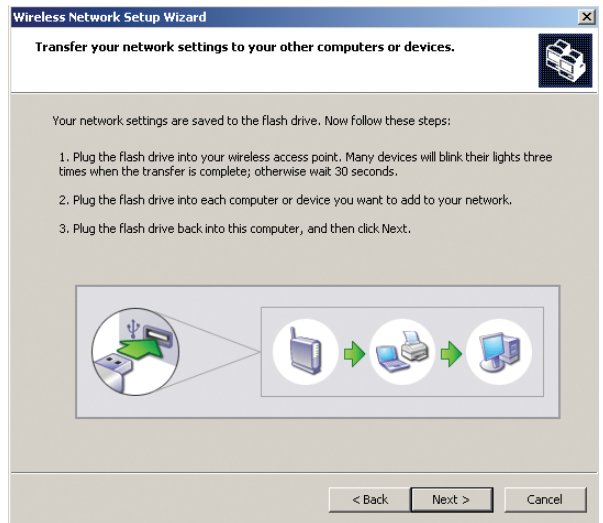 Wireless Network Setup Wizard
Transfer your network settings to your other computers or devices.
Your network settings are saved to the flash drive. Now follow these steps:
1. Plug the flash drive into your wireless access point. Many devices will blink their lights three
times when the transfer is complete; otherwise wait 30 seconds.
2. Plug the flash drive into each computer or device you want to add to your network.
3. Plug the flash drive back into this computer, and then click Next.
< Back Next > Cancel